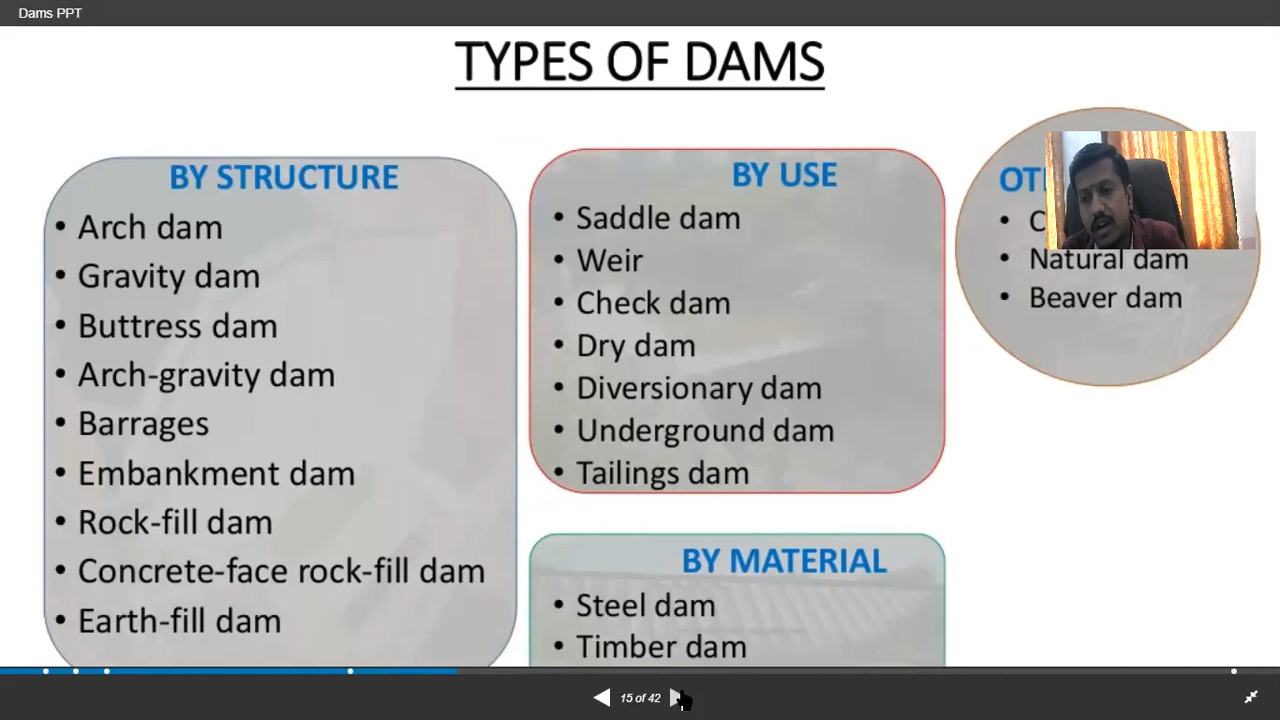 Dams PPT
TYPES OF DAMS
BY STRUCTURE
• Arch dam
• Gravity dam
• Buttress dam
• Arch-gravity dam
• Barrages
• Embankment dam
• Rock-fill dam
• Concrete-face rock-fill dam
• Earth-fill dam
BY USE
• Saddle dam
• Weir
• Check dam
• Dry dam
• Diversionary dam
• Underground dam
• Tailings dam
BY MATERIAL
• Steel dam
• Timber dam
• Natural dam
• Beaver dam
15 of 42